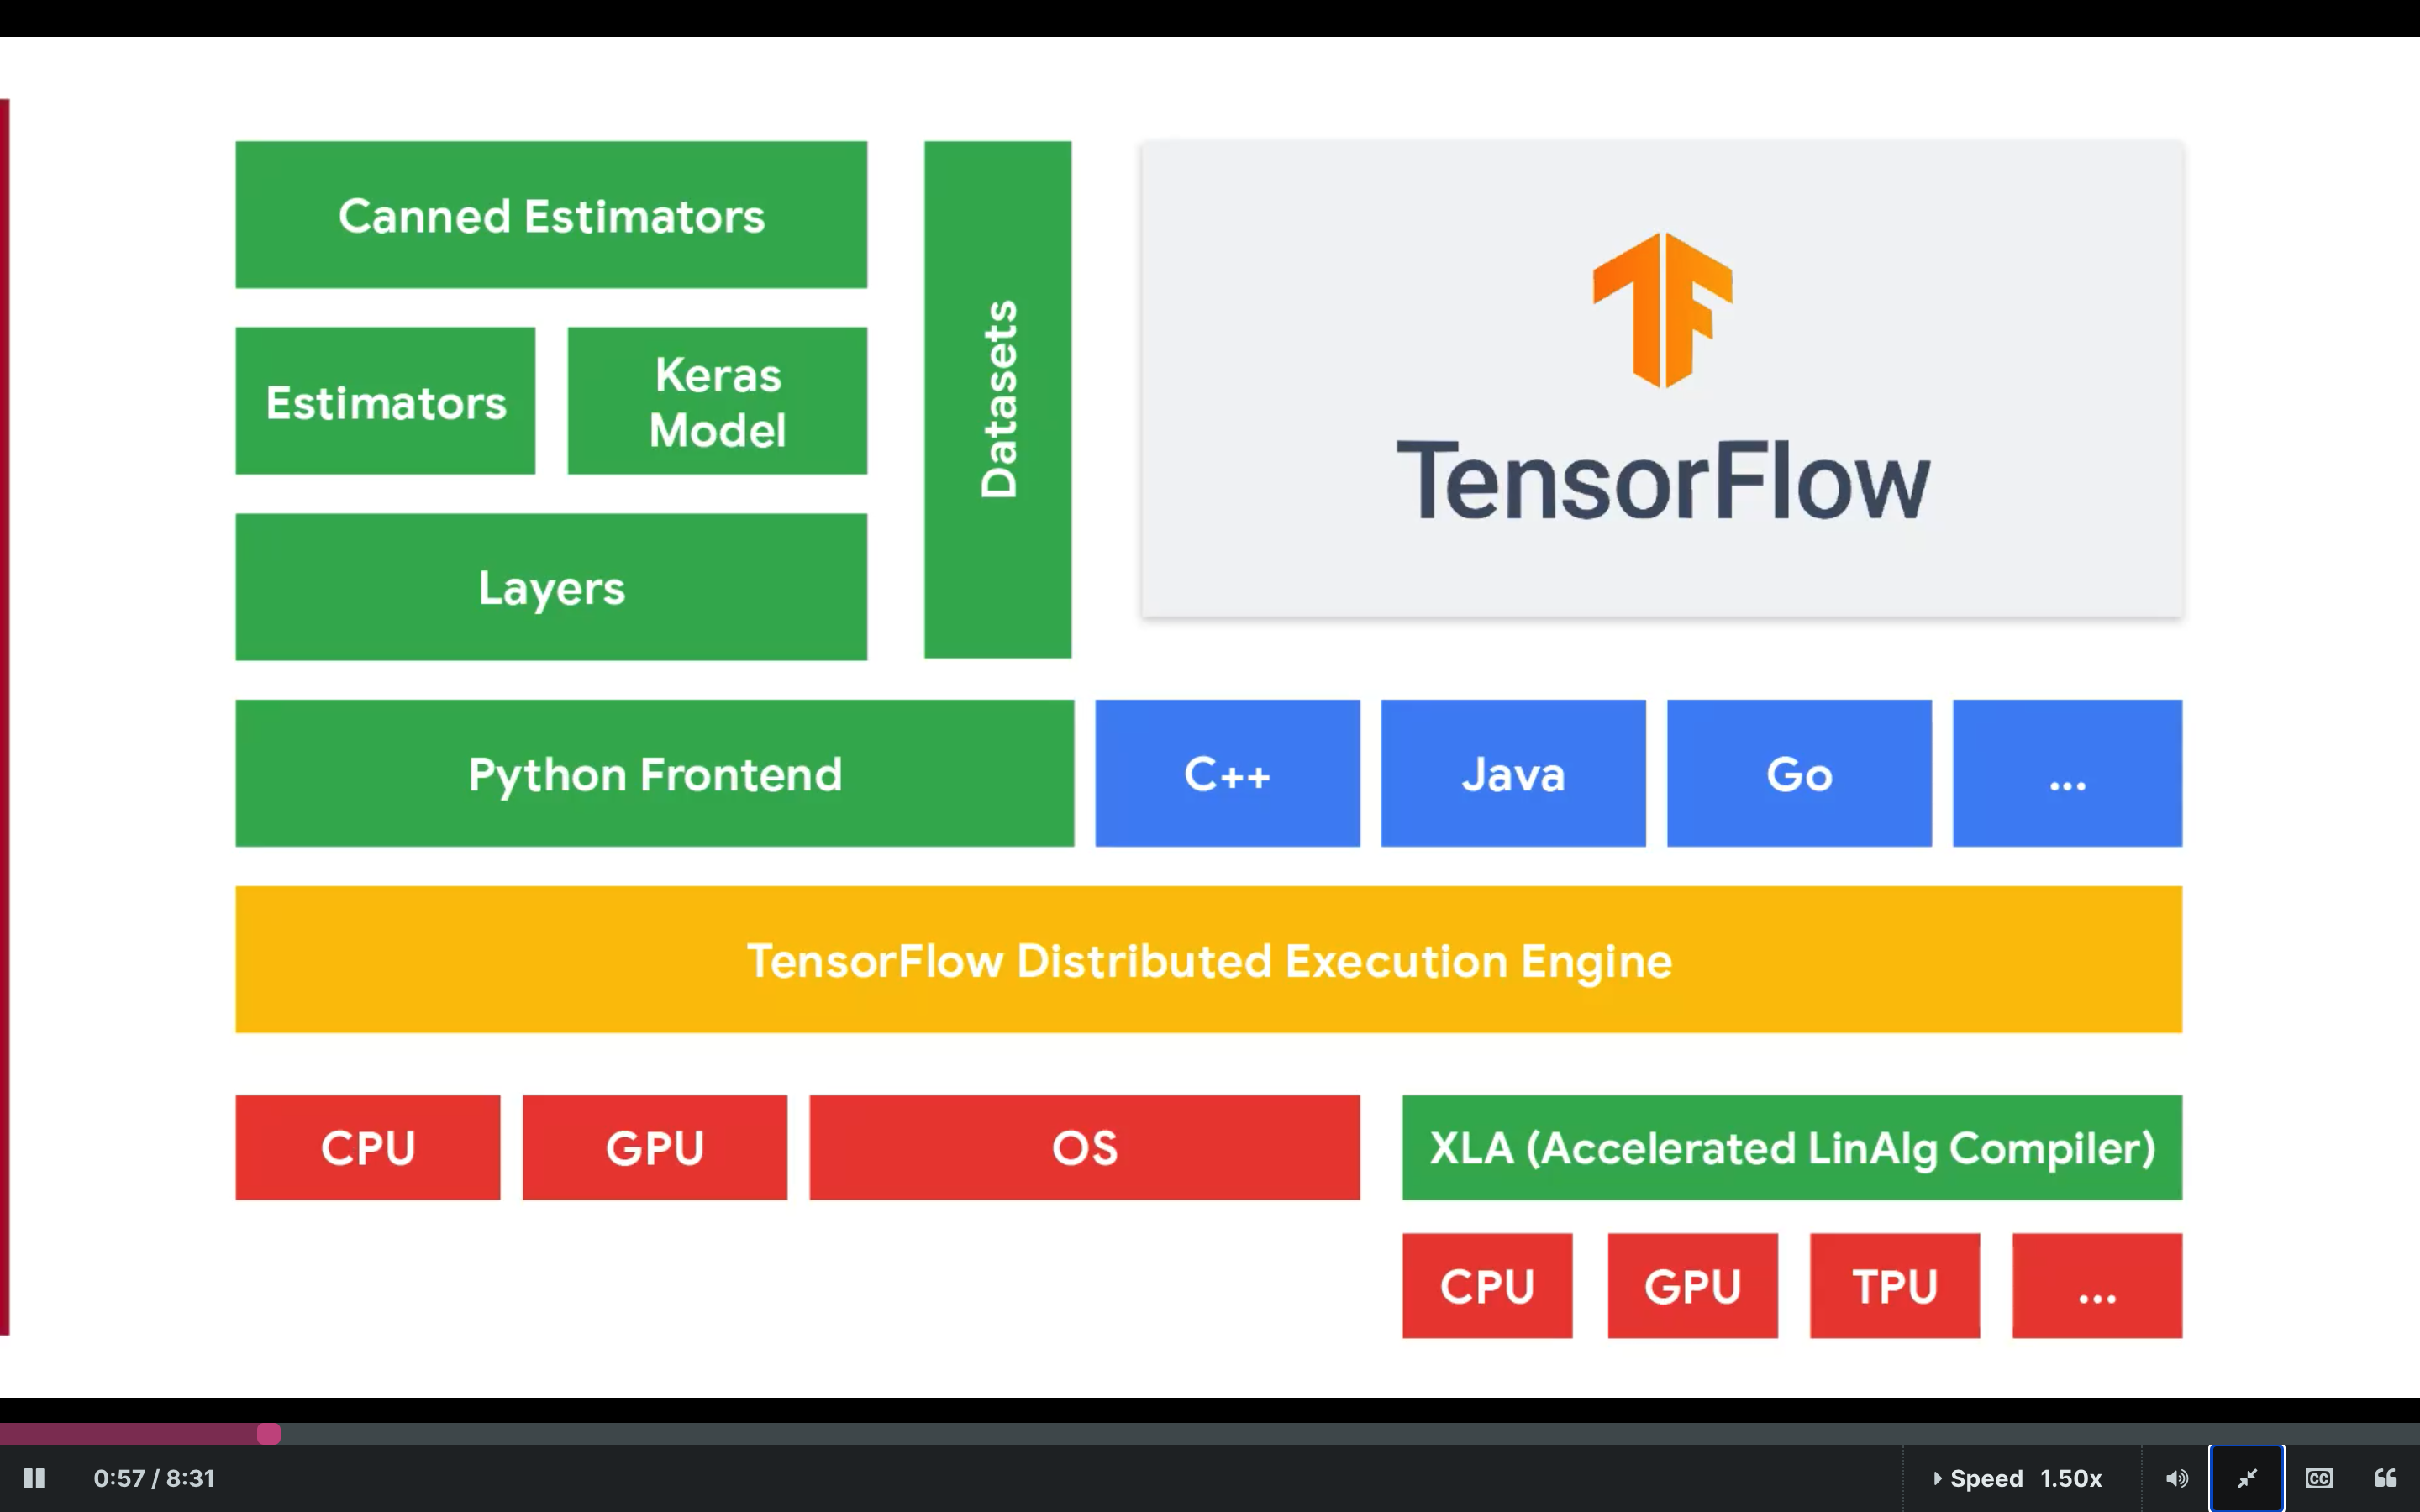 Canned Estimators
Estimators
Keras
Model
Layers
Datasets
TensorFlow
Python Frontend
C++
Java
Go
...
TensorFlow Distributed Execution Engine
CPU
GPU
OS
XLA (Accelerated LinAlg Compiler)
CPU
GPU
TPU
...
0:57 / 8:31
Speed 1.50x
CC